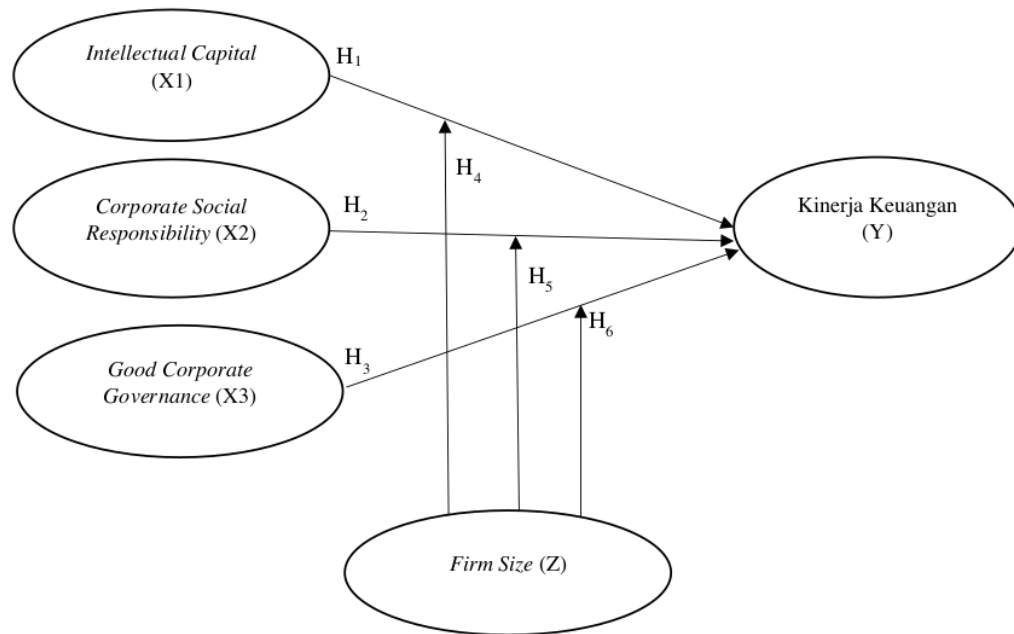 Intellectual Capital
(X1)
H₁
H₄
Corporate Social
Responsibility (X2)
H₂
Kinerja Keuangan
(Y)
H₅
H₆
Good Corporate
Governance (X3)
H₃
Firm Size (Z)